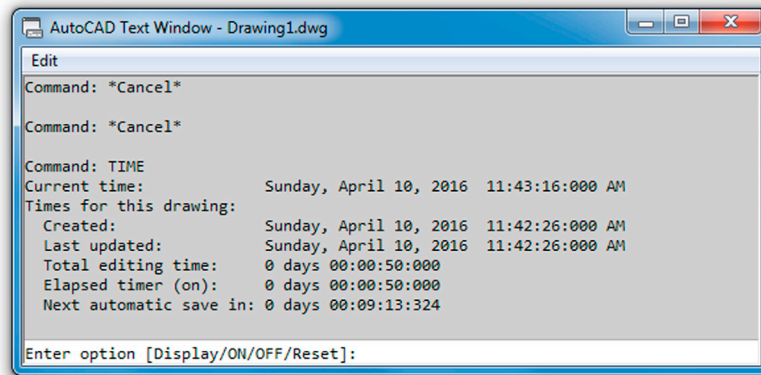 AutoCAD Text Window - Drawing1.dwg
Edit
Command: *Cancel*
Command: *Cancel*
Command: TIME
Current time: Sunday, April 10, 2016 11:43:16:000 AM
Times for this drawing:
Created: Sunday, April 10, 2016 11:42:26:000 AM
Last updated: Sunday, April 10, 2016 11:42:26:000 AM
Total editing time: 0 days 00:00:50:000
Elapsed timer (on): 0 days 00:00:50:000
Next automatic save in: 0 days 00:09:13:324
Enter option [Display/ON/OFF/Reset]: